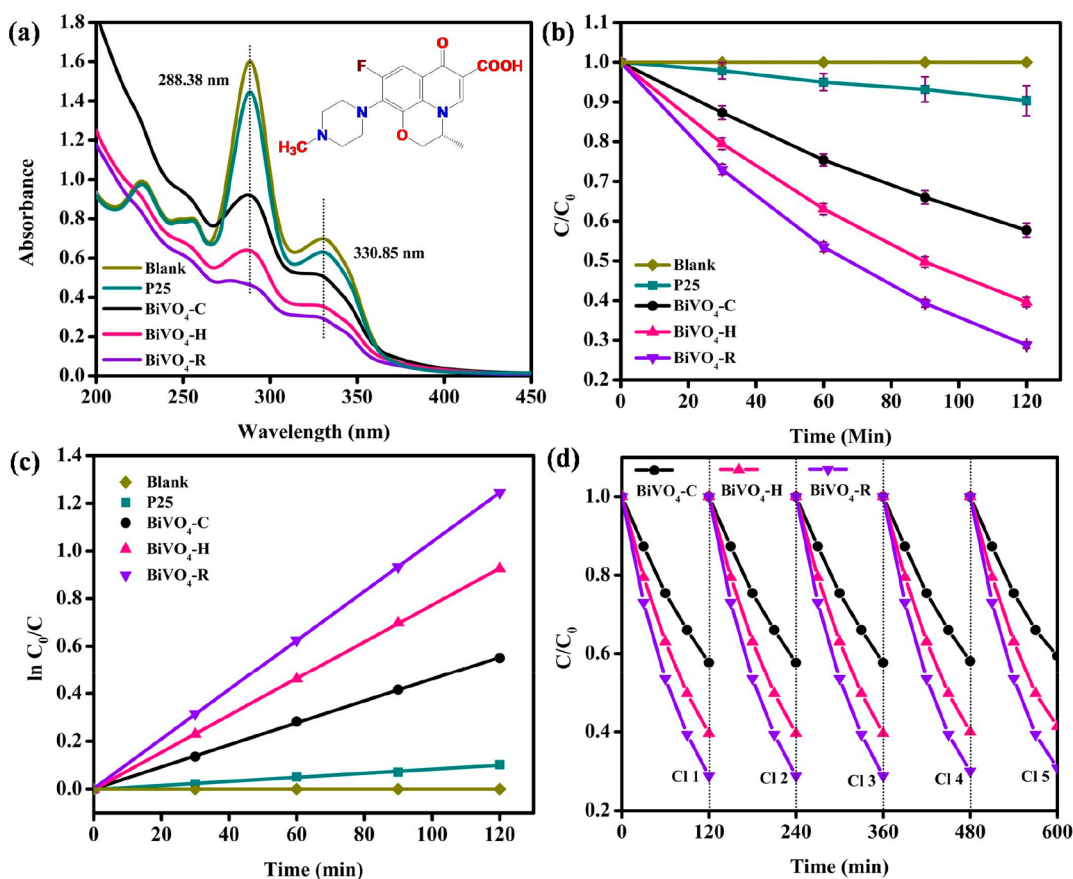 (a)
1.8
1.6
1.4
1.2
1.0
0.8
0.6
0.4
0.2
0.0
Absorbance
288.38 nm
330.85 nm
O
F
COOH
N
N
N
O
H₃C
Blank
P25
BiVO₄-C
BiVO₄-H
BiVO₄-R
200 250 300 350 400 450
Wavelength (nm)
(b)
1.1
1.0
0.9
0.8
0.7
0.6
0.5
0.4
0.3
0.2
C/C₀
Blank
P25
BiVO₄-C
BiVO₄-H
BiVO₄-R
0 20 40 60 80 100 120
Time (Min)
(c)
1.4
1.2
1.0
0.8
0.6
0.4
0.2
0.0
ln C₀/C
Blank
P25
BiVO₄-C
BiVO₄-H
BiVO₄-R
0 20 40 60 80 100 120
Time (min)
(d)
BiVO₄-C BiVO₄-H BiVO₄-R
1.0
0.8
0.6
0.4
0.2
C/C₀
Cl 1 Cl 2 Cl 3 Cl 4 Cl 5
0 120 240 360 480 600
Time (min)